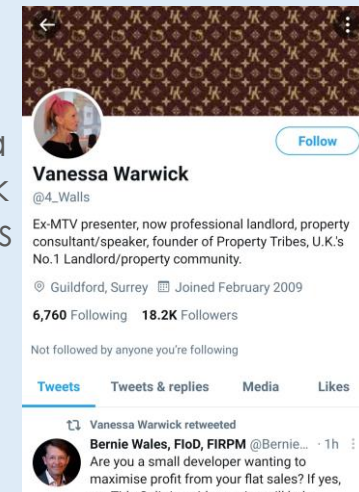 Vanessa Warwick
@4_Walls
Follow
Ex-MTV presenter, now professional landlord, property
consultant/speaker, founder of Property Tribes, U.K.'s
No.1 Landlord/property community.
Guildford, Surrey Joined February 2009
6,760 Following 18.2K Followers
Not followed by anyone you're following
Tweets Tweets & replies Media Likes
Vanessa Warwick retweeted
Bernie Wales, FIoD, FIRPM @Bernie... · 1h
Are you a small developer wanting to
maximise profit from your flat sales? If yes,